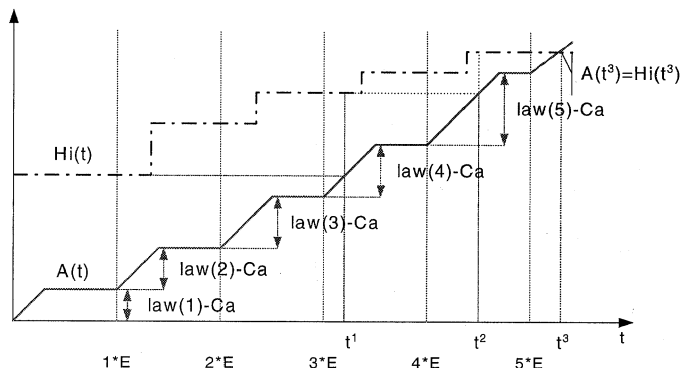 A(t³)=Hi(t³)
law(5)-Ca
Hi(t)
law(4)-Ca
law(3)-Ca
A(t)
law(2)-Ca
law(1)-Ca
t¹
t²
t³
t
1*E
2*E
3*E
4*E
5*E